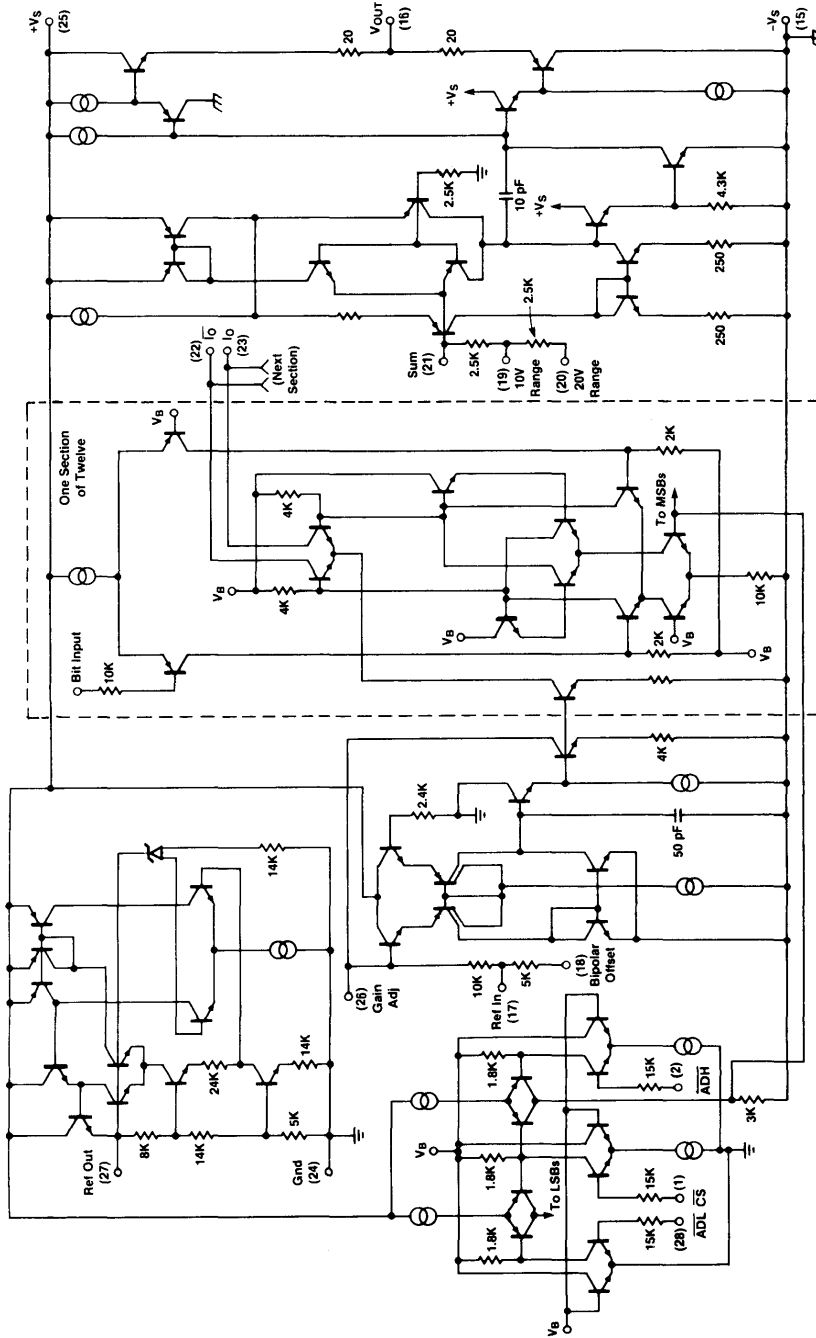 +VS
(25)
VOUT
(16)
-VS
(15)
20
20
+VS
2.5K
10 pF
+VS
4.3K
250
250
2.5K
Sum
(21)
2.5K
(19)
10V
Range
(20)
20V
Range
(22) IO
IO
(23)
(Next
Section)
One Section
of Twelve
VB
Bit Input
10K
VB
4K
4K
VB
2K
To MSBs
10K
VB
2K
VB
4K
2.4K
50 pF
14K
(26)
Gain
Adj
10K
Ref In
(17)
5K
(18)
Bipolar
Offset
Ref Out
(27)
8K
14K
24K
14K
5K
Gnd
(24)
VB
1.8K
1.8K
1.8K
To LSBs
15K
(2)
ADH
3K
15K
(1)
CS
15K
(28)
ADL
VB